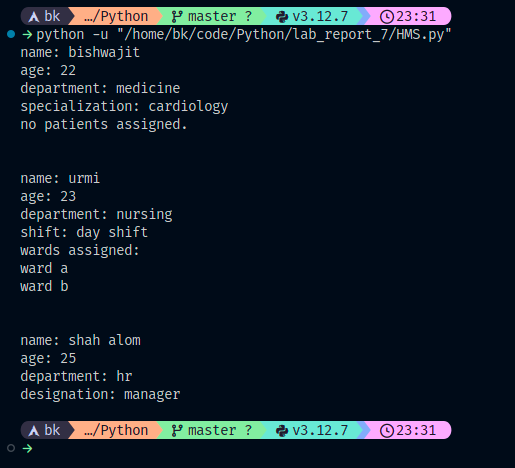 bk …/Python master ? v3.12.7 23:31
python -u "/home/bk/code/Python/lab_report_7/HMS.py"
name: bishwajit
age: 22
department: medicine
specialization: cardiology
no patients assigned.
name: urmi
age: 23
department: nursing
shift: day shift
wards assigned:
ward a
ward b
name: shah alom
age: 25
department: hr
designation: manager
bk …/Python master ? v3.12.7 23:31